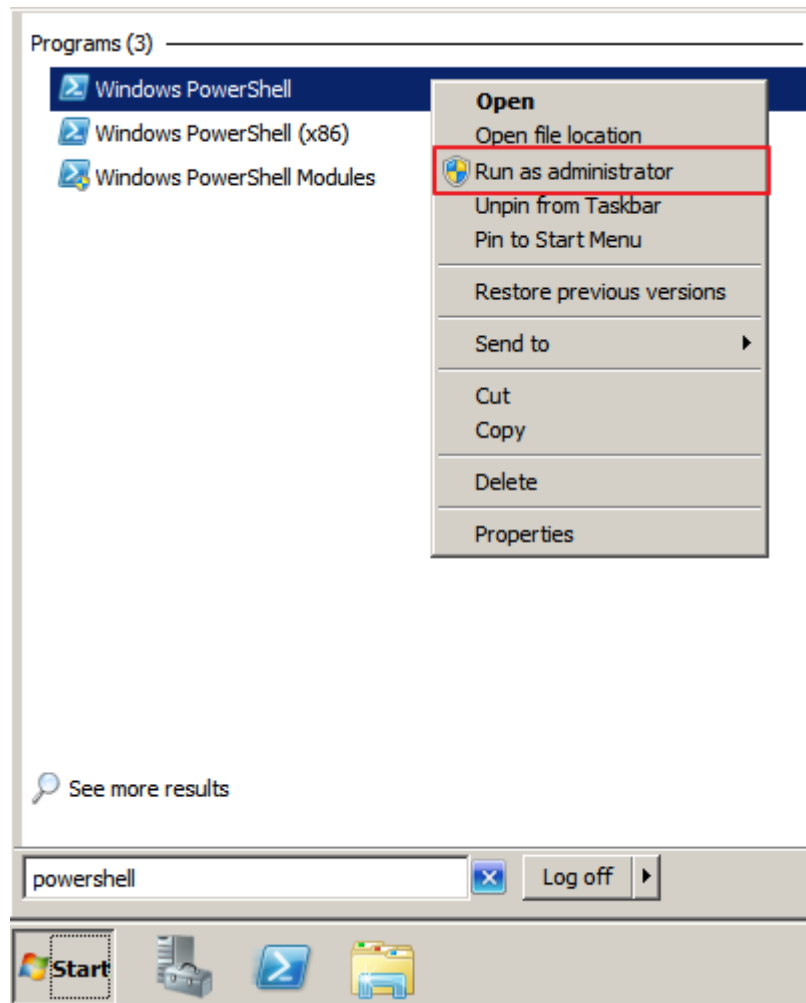 Programs (3)
Windows PowerShell
Windows PowerShell (x86)
Windows PowerShell Modules
Open
Open file location
Run as administrator
Unpin from Taskbar
Pin to Start Menu
Restore previous versions
Send to
Cut
Copy
Delete
Properties
See more results
powershell
Log off
Start